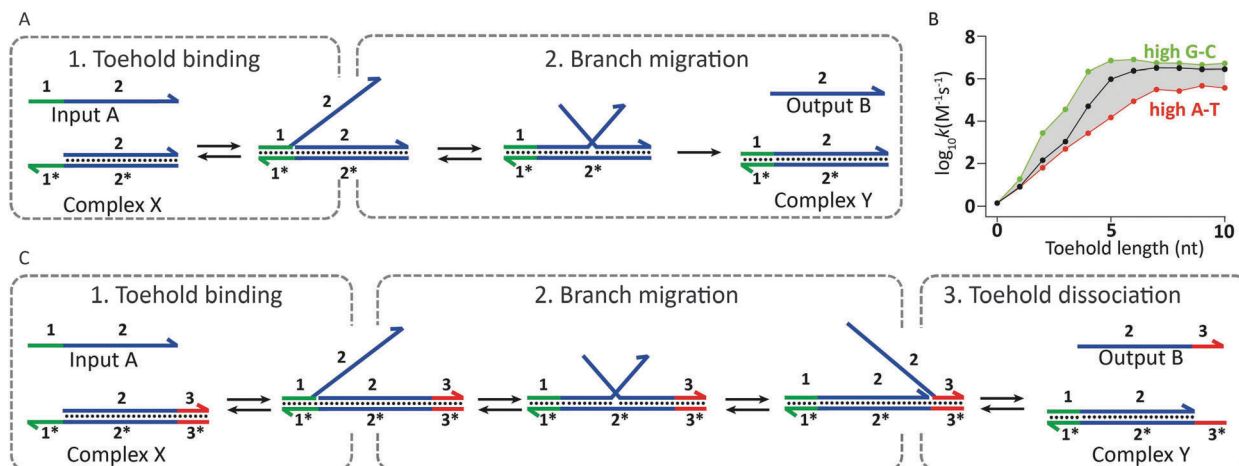 A
1. Toehold binding
2. Branch migration
1 2
Input A
2
1* 2*
Complex X
2
1 2
1* 2*
1
1* 2*
2
Output B
1 2
1* 2*
Complex Y
B
high G-C
high A-T
log₁₀k(M⁻¹s⁻¹)
8
6
4
2
0
0 5 10
Toehold length (nt)
C
1. Toehold binding
2. Branch migration
3. Toehold dissociation
1 2
Input A
2 3
1* 2* 3*
Complex X
2
1 2 3
1* 2* 3*
1 3
1* 2* 3*
2
1 2 3
1* 2* 3*
2 3
Output B
1 2
1* 2* 3*
Complex Y